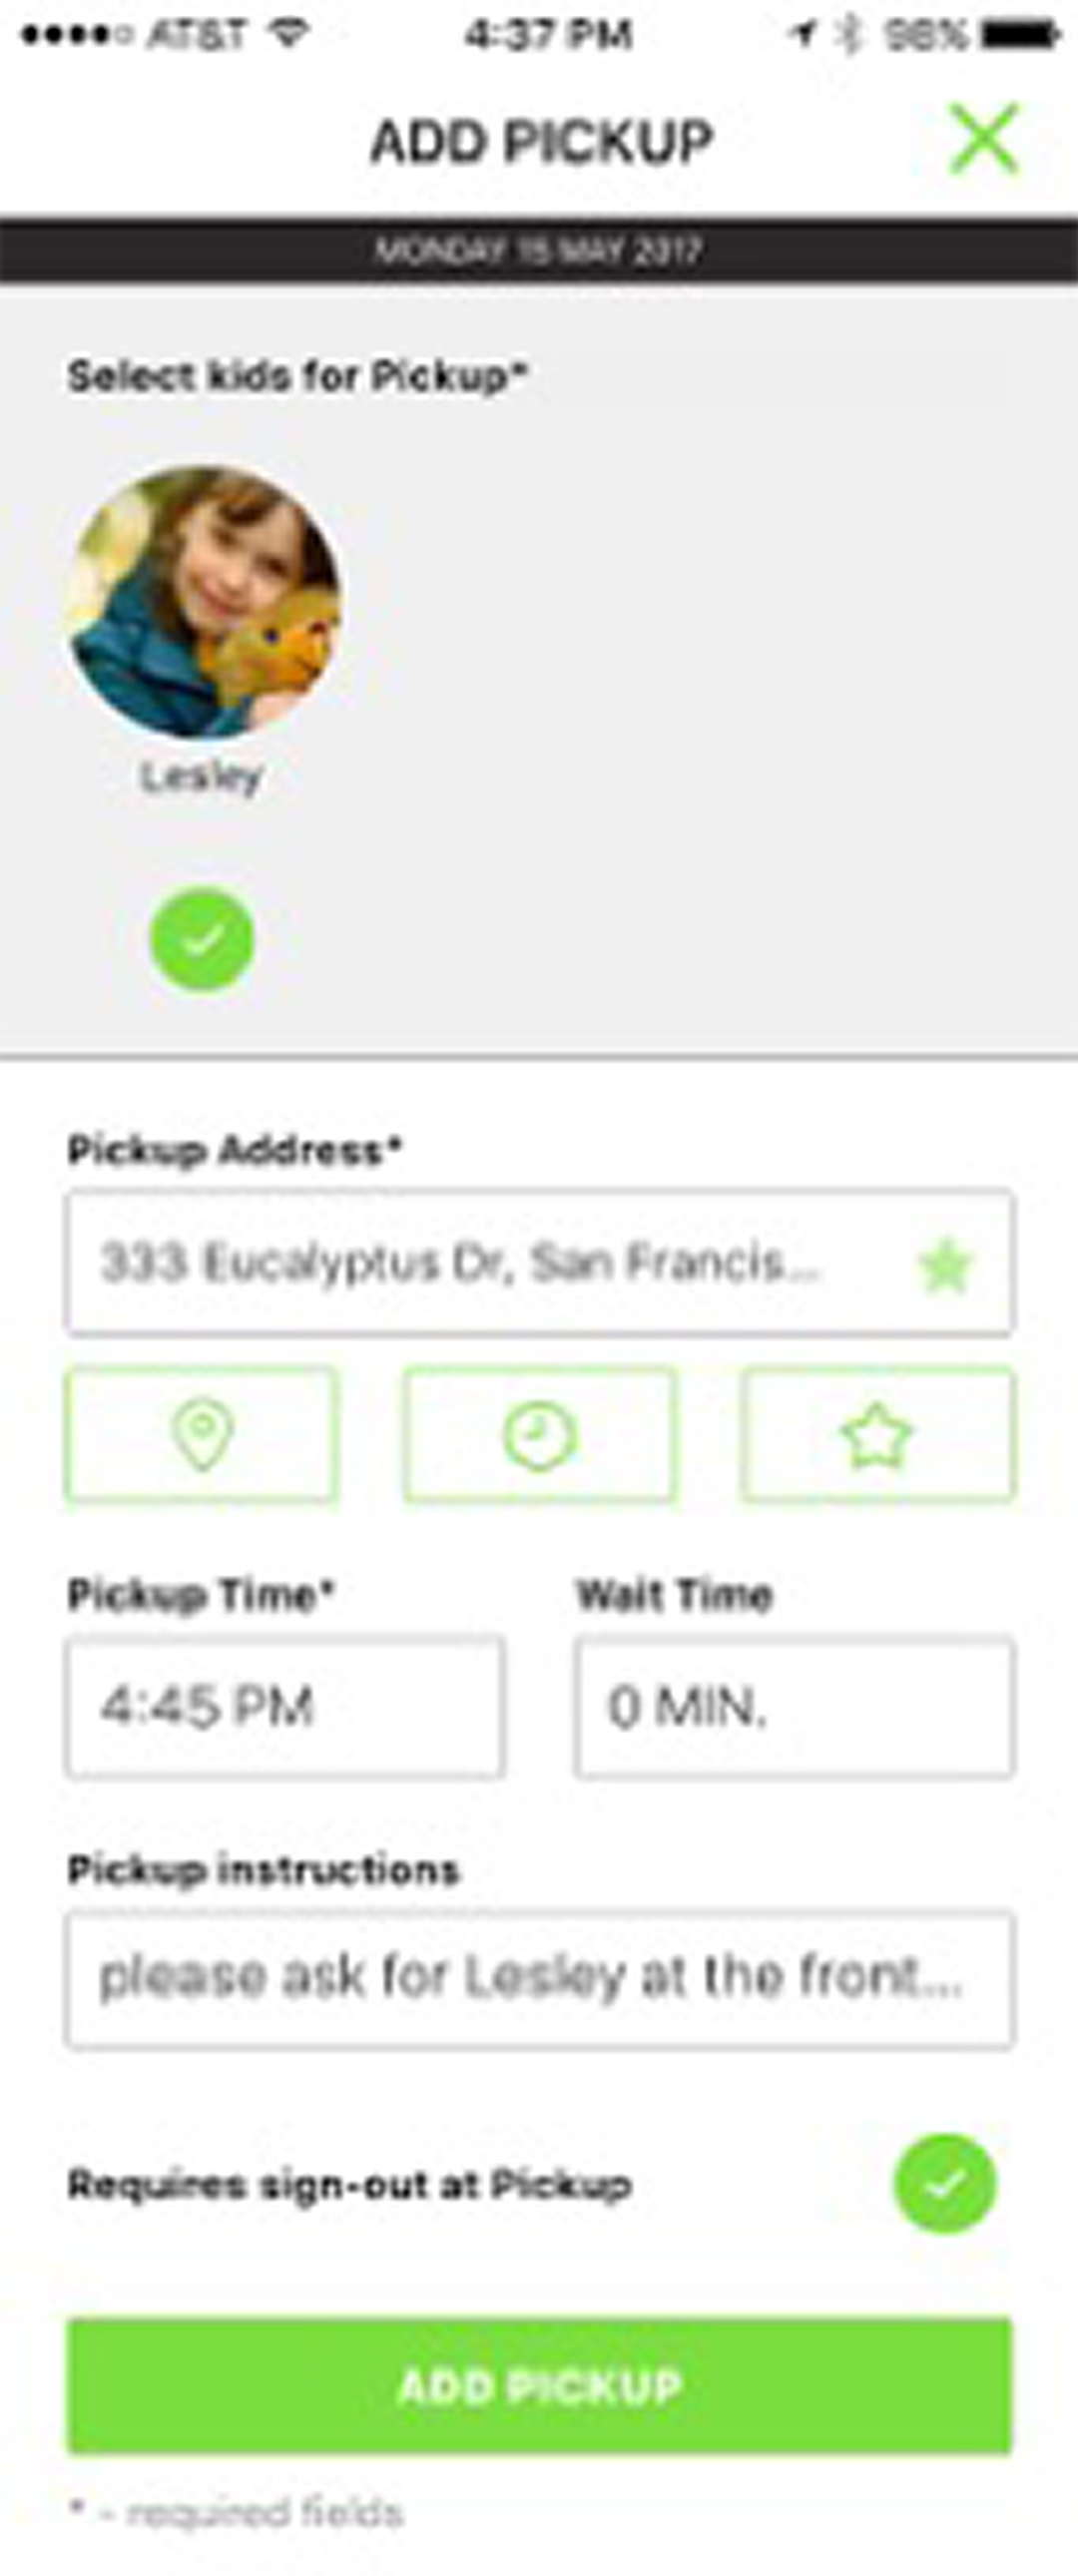 AT&T 4:37 PM 98%
ADD PICKUP
MONDAY 15 MAY 2017
Select kids for Pickup*
Lesley
Pickup Address*
333 Eucalyptus Dr, San Francis...
Pickup Time* Wait Time
4:45 PM 0 MIN.
Pickup instructions
please ask for Lesley at the front...
Requires sign-out at Pickup
ADD PICKUP
* - required fields